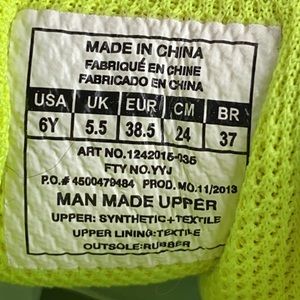 MADE IN CHINA
FABRIQUÉ EN CHINE
FABRICADO EN CHINA
USA UK EUR CM BR
6Y 5.5 38.5 24 37
ART NO.1242015-035
FTY NO.YYJ
P.O.# 4500479484 PROD. MO.11/2013
MAN MADE UPPER
UPPER: SYNTHETIC+TEXTILE
UPPER LINING:TEXTILE
OUTSOLE:RUBBER